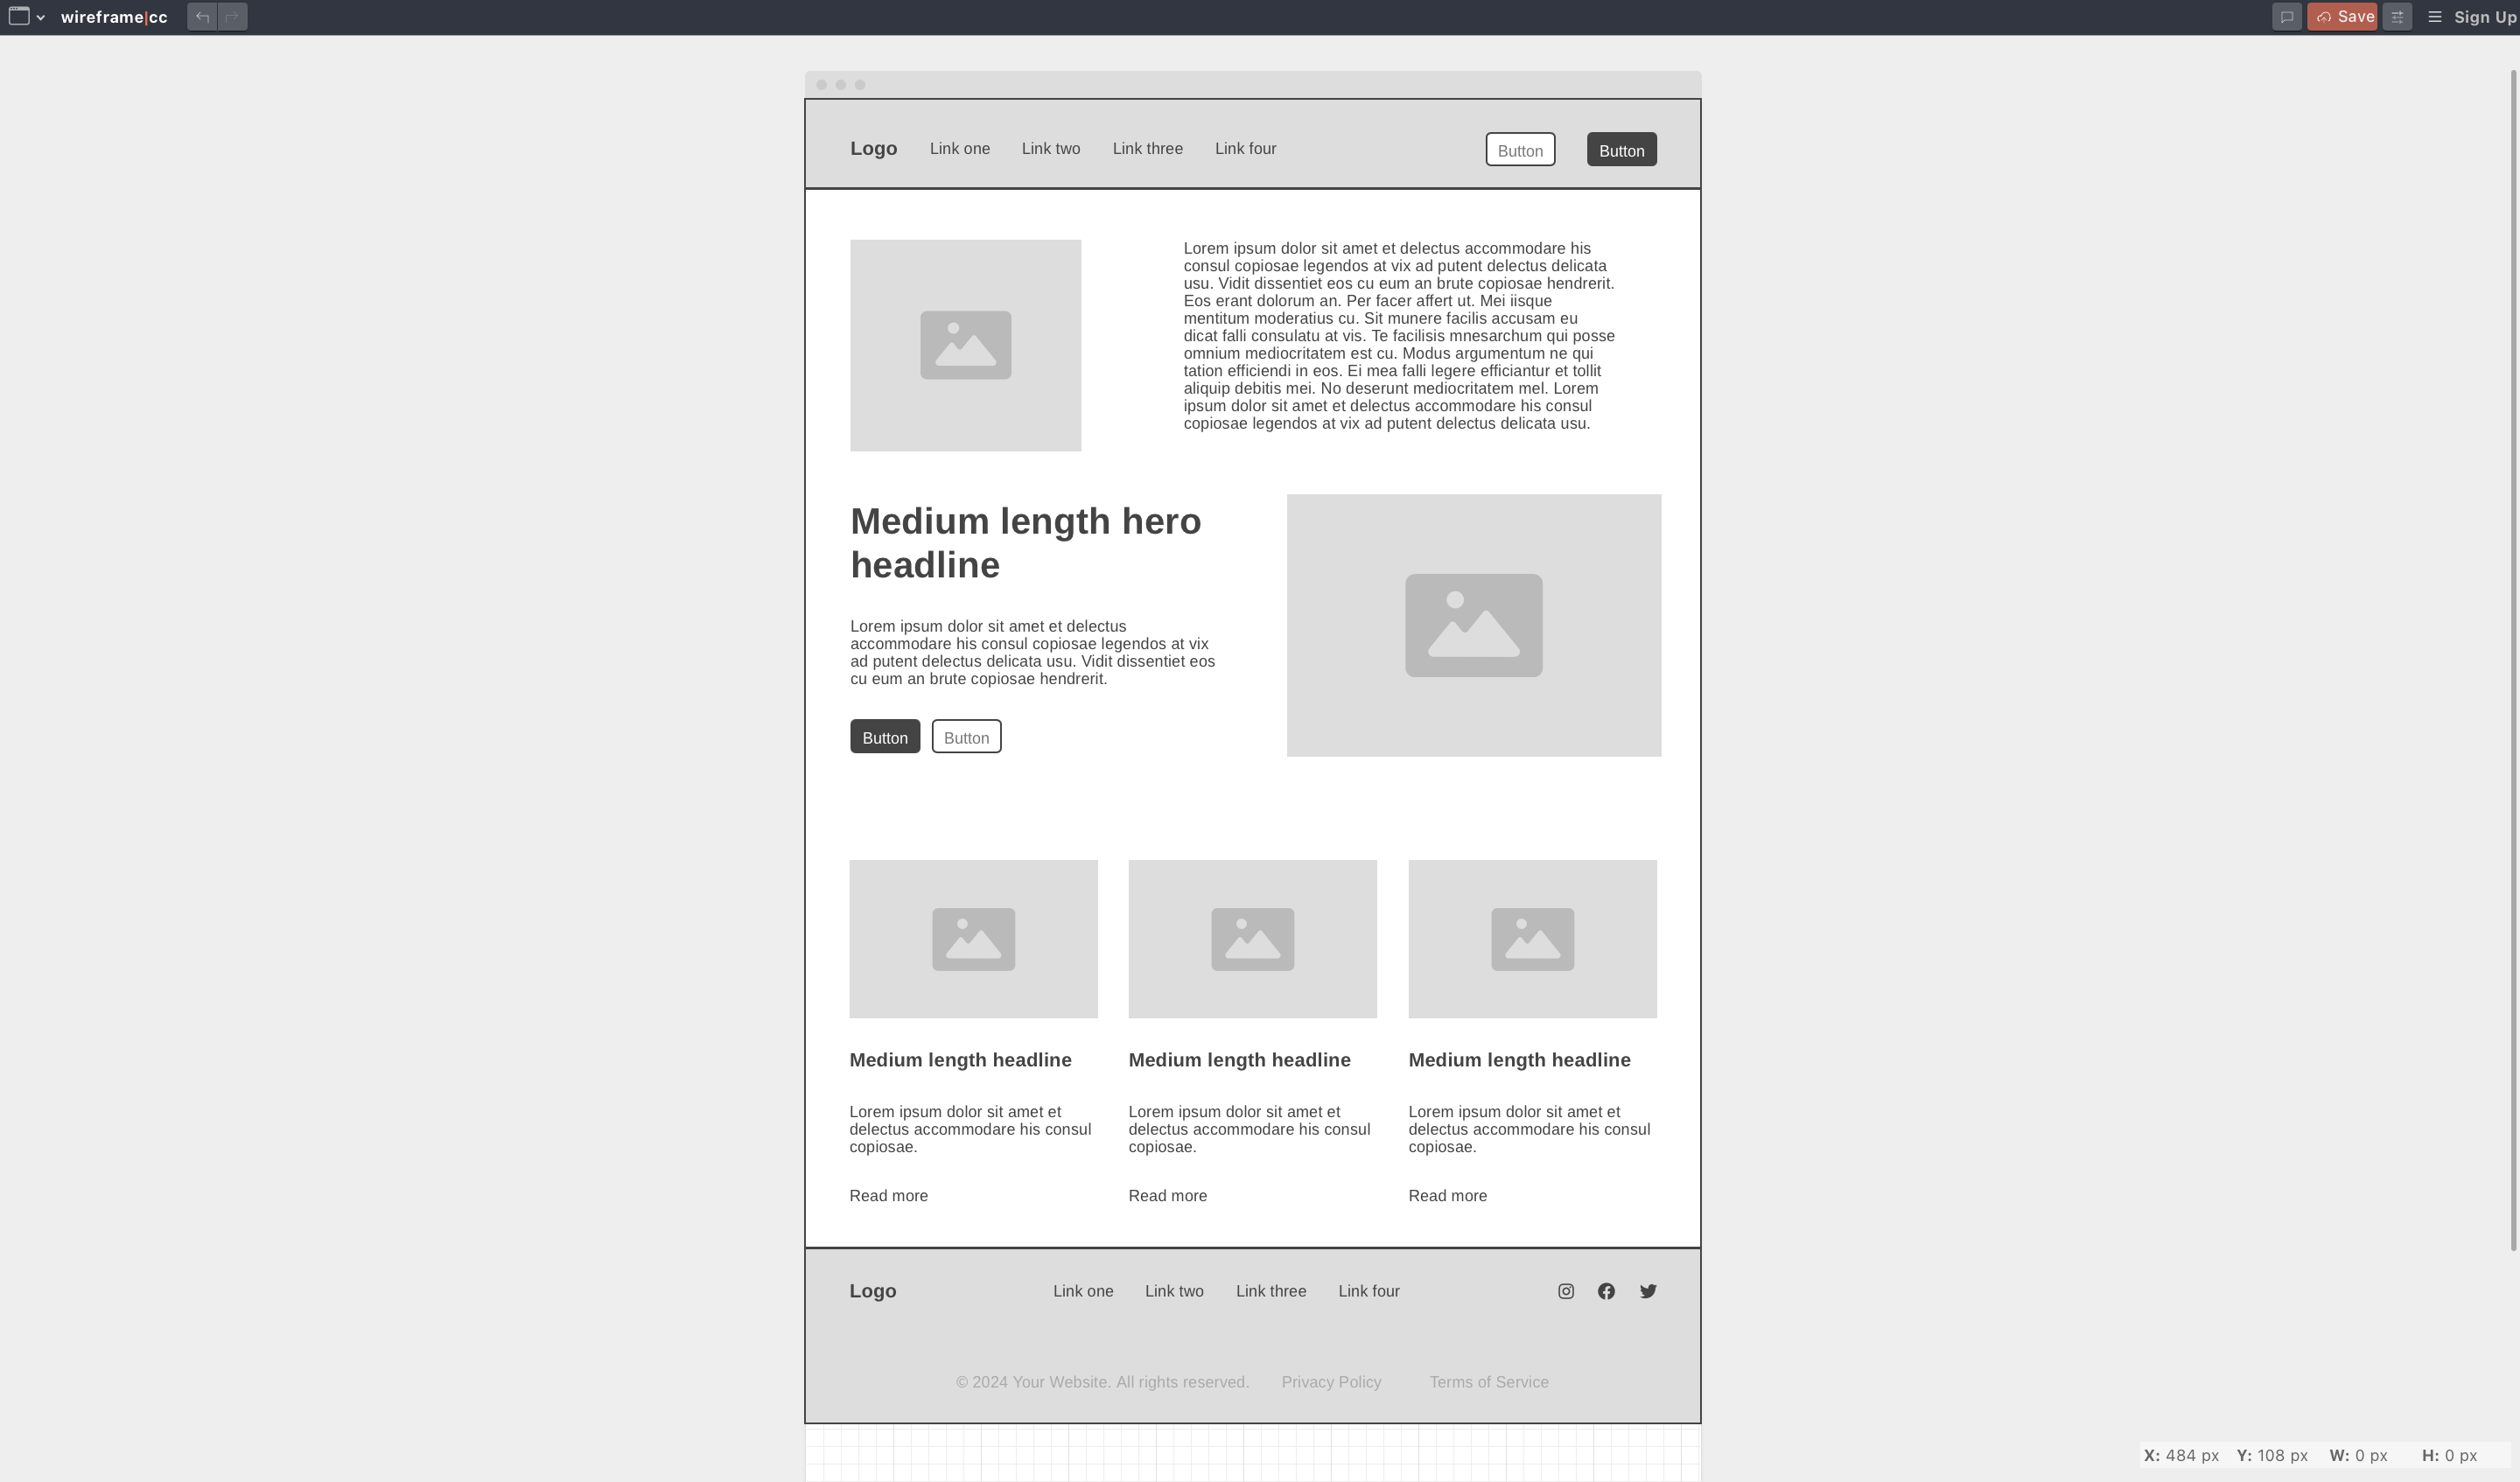 wireframe|cc
Save
Sign Up
Logo
Link one
Link two
Link three
Link four
Button
Button
Lorem ipsum dolor sit amet et delectus accommodare his
consul copiosae legendos at vix ad putent delectus delicata
usu. Vidit dissentiet eos cu eum an brute copiosae hendrerit.
Eos erant dolorum an. Per facer affert ut. Mei iisque
mentitum moderatius cu. Sit munere facilis accusam eu
dicat falli consulatu at vis. Te facilisis mnesarchum qui posse
omnium mediocritatem est cu. Modus argumentum ne qui
tation efficiendi in eos. Ei mea falli legere efficiantur et tollit
aliquip debitis mei. No deserunt mediocritatem mel. Lorem
ipsum dolor sit amet et delectus accommodare his consul
copiosae legendos at vix ad putent delectus delicata usu.
Medium length hero
headline
Lorem ipsum dolor sit amet et delectus
accommodare his consul copiosae legendos at vix
ad putent delectus delicata usu. Vidit dissentiet eos
cu eum an brute copiosae hendrerit.
Button
Button
Medium length headline
Lorem ipsum dolor sit amet et
delectus accommodare his consul
copiosae.
Read more
Medium length headline
Lorem ipsum dolor sit amet et
delectus accommodare his consul
copiosae.
Read more
Medium length headline
Lorem ipsum dolor sit amet et
delectus accommodare his consul
copiosae.
Read more
Logo
Link one
Link two
Link three
Link four
© 2024 Your Website. All rights reserved.
Privacy Policy
Terms of Service
X: 484 px Y: 108 px W: 0 px H: 0 px